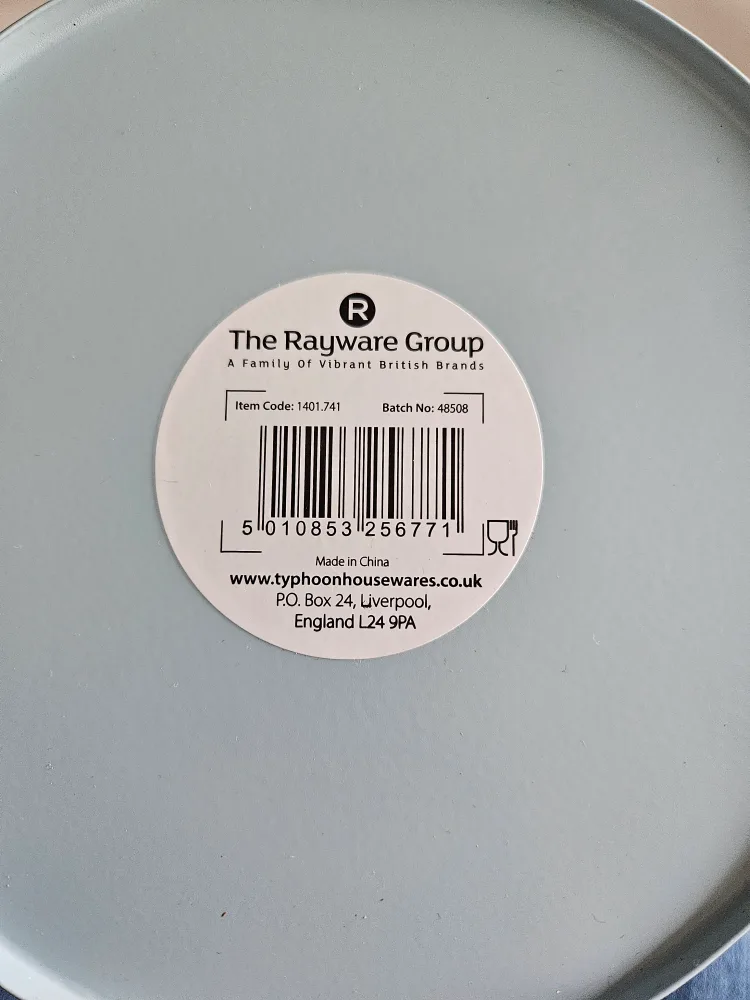 R
The Rayware Group
A Family Of Vibrant British Brands
Item Code: 1401.741 Batch No: 48508
5 010853 256771
Made in China
www.typhoonhousewares.co.uk
P.O. Box 24, Liverpool,
England L24 9PA